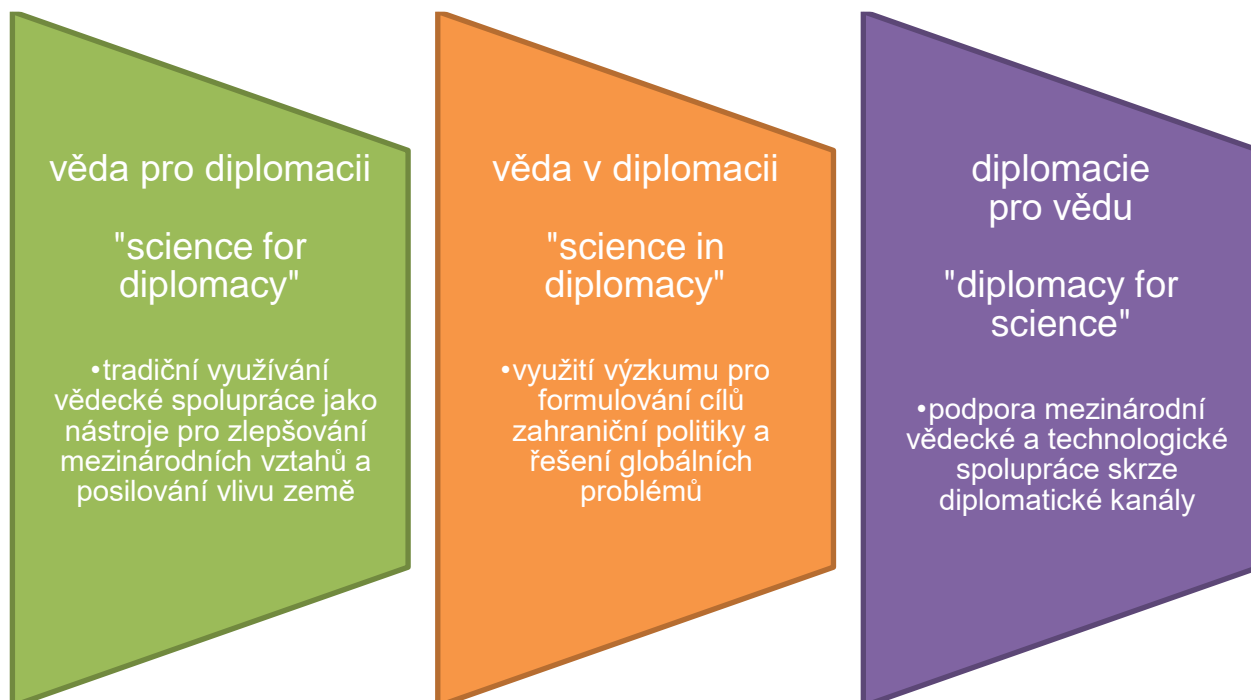 věda pro diplomacii
"science for
diplomacy"
•tradiční využívání
vědecké spolupráce jako
nástroje pro zlepšování
mezinárodních vztahů a
posilování vlivu země
věda v diplomacii
"science in
diplomacy"
•využití výzkumu pro
formulování cílů
zahraniční politiky a
řešení globálních
problémů
diplomacie
pro vědu
"diplomacy for
science"
•podpora mezinárodní
vědecké a technologické
spolupráce skrze
diplomatické kanály